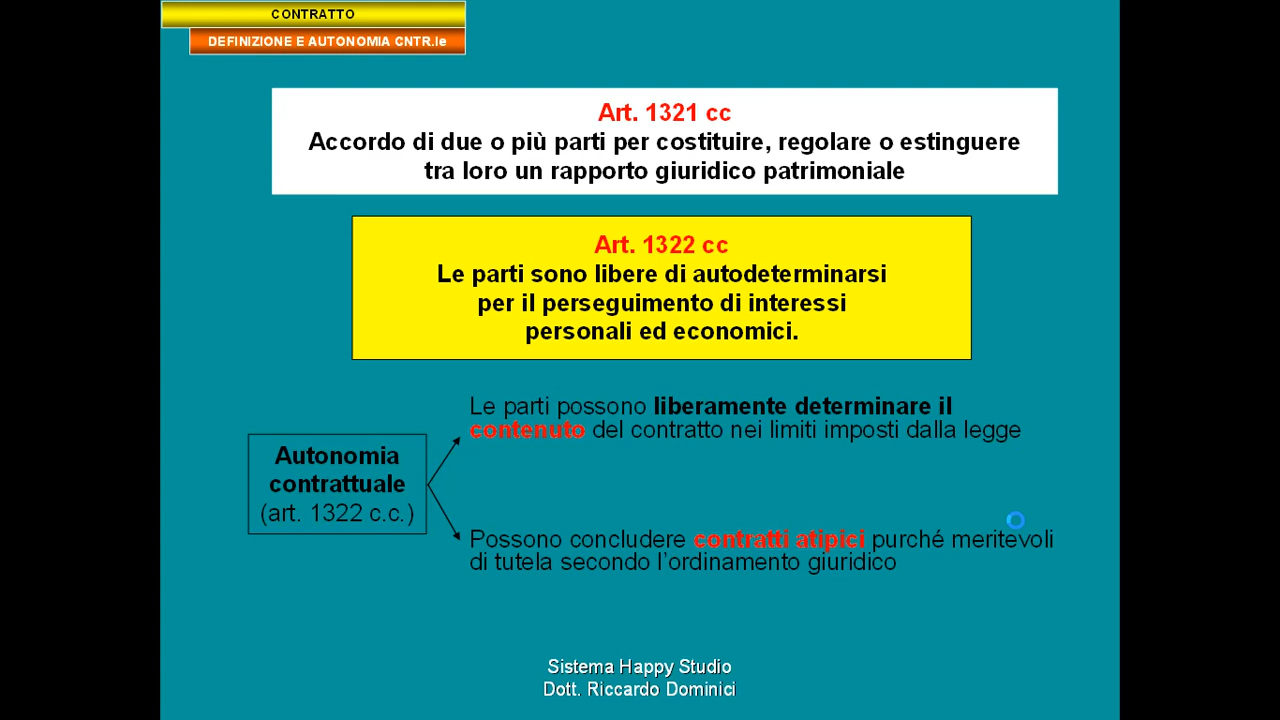 CONTRATTO
DEFINIZIONE E AUTONOMIA CNTR.le
Art. 1321 cc
Accordo di due o più parti per costituire, regolare o estinguere
tra loro un rapporto giuridico patrimoniale
Art. 1322 cc
Le parti sono libere di autodeterminarsi
per il perseguimento di interessi
personali ed economici.
Le parti possono liberamente determinare il
contenuto del contratto nei limiti imposti dalla legge
Autonomia
contrattuale
(art. 1322 c.c.)
Possono concludere contratti atipici purché meritevoli
di tutela secondo l'ordinamento giuridico
Sistema Happy Studio
Dott. Riccardo Dominici